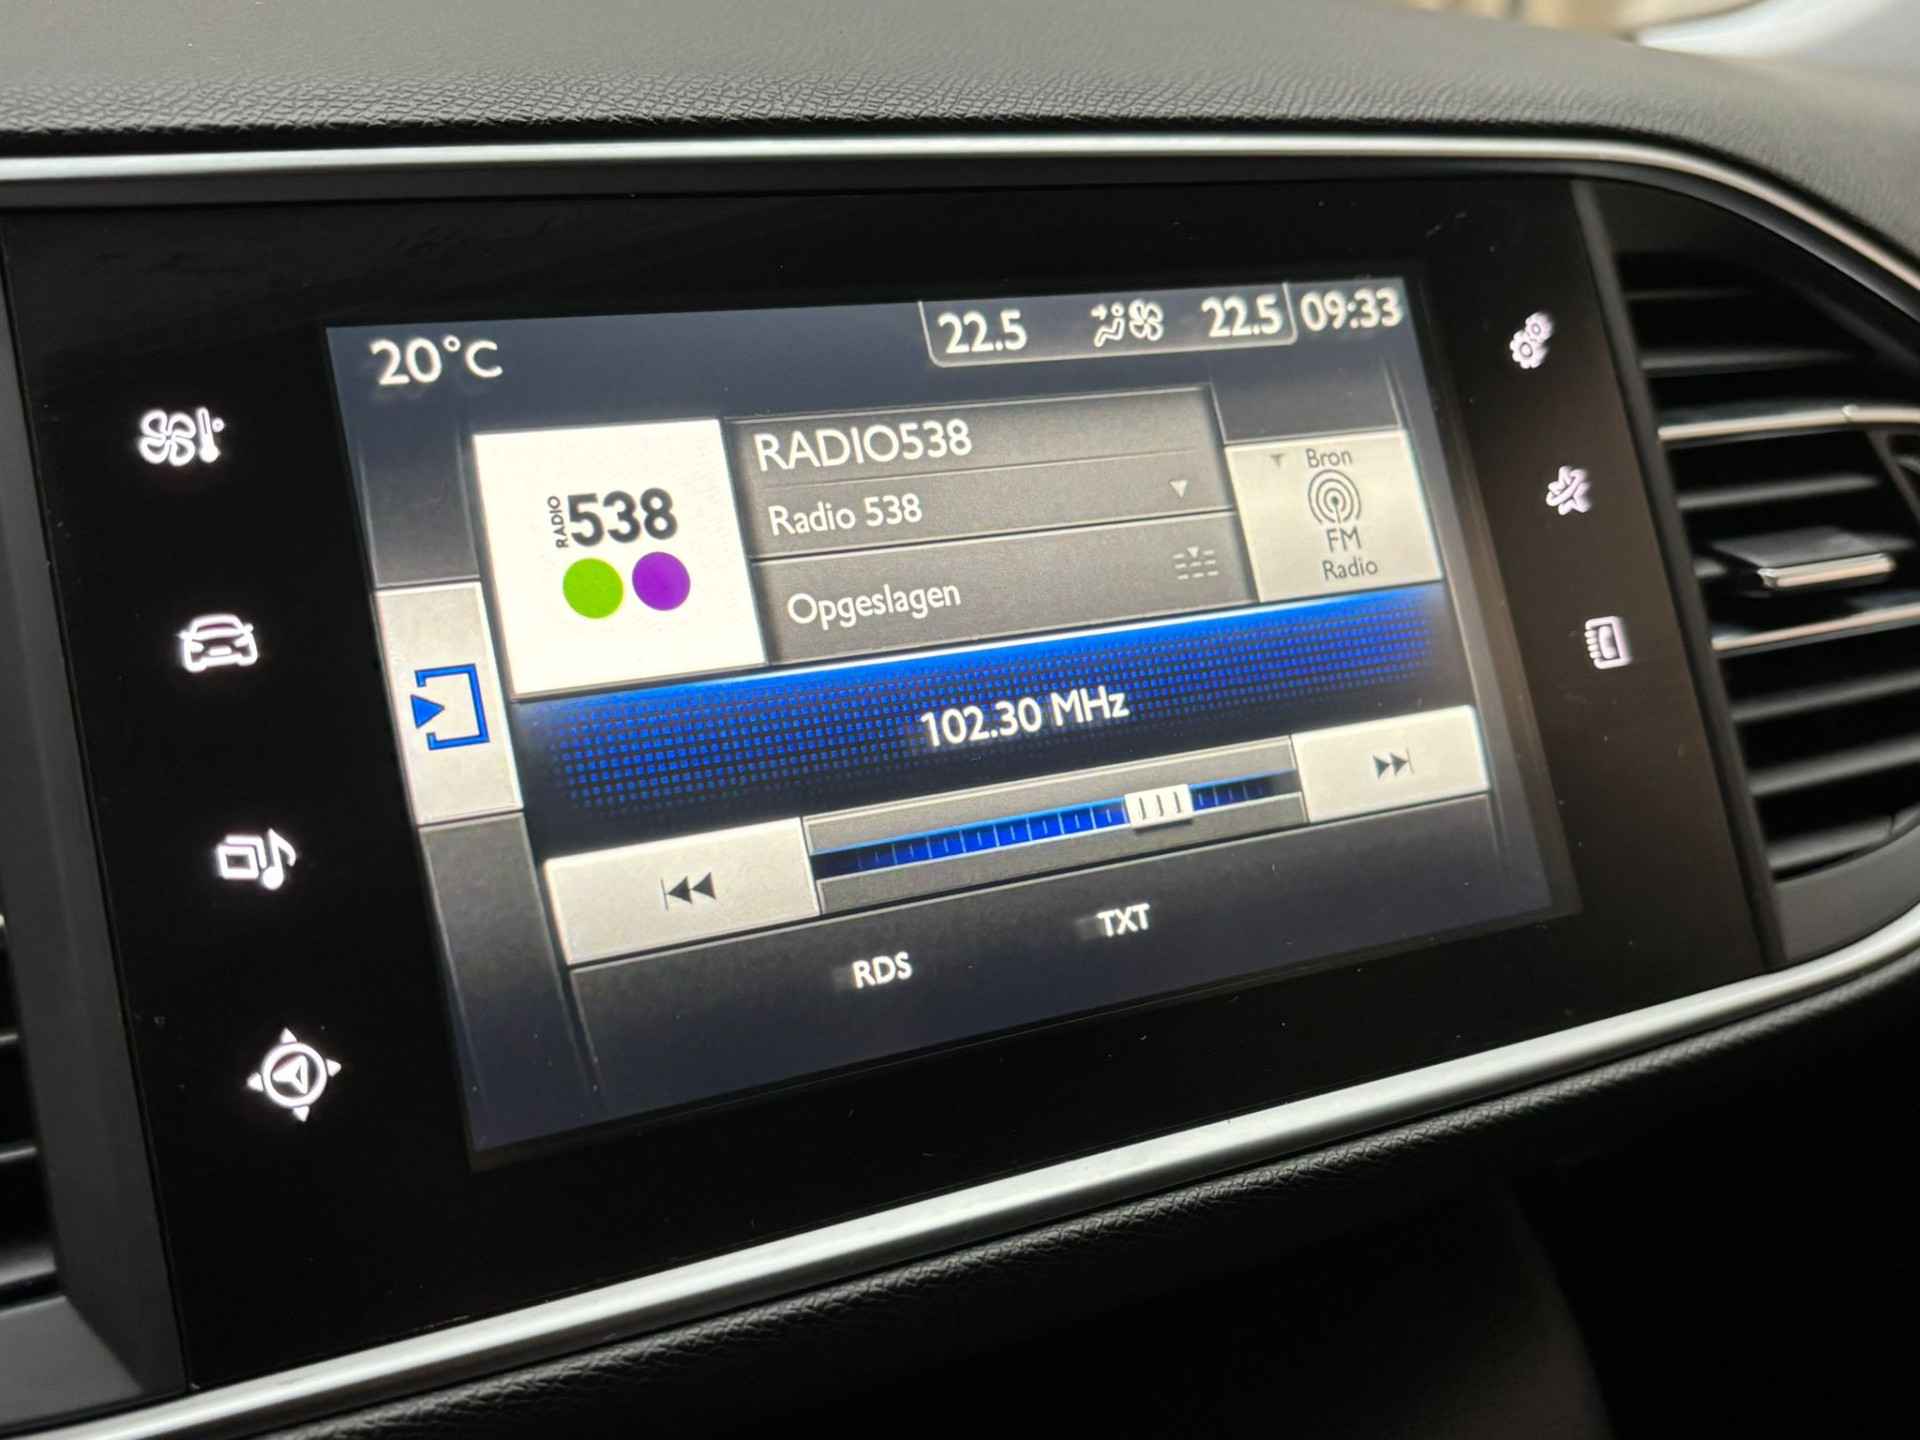 20°C
22.5
22.5
09:33
RADIO538
Radio 538
Opgeslagen
RADIO
538
Bron
FM
Radio
102.30 MHz
RDS
TXT